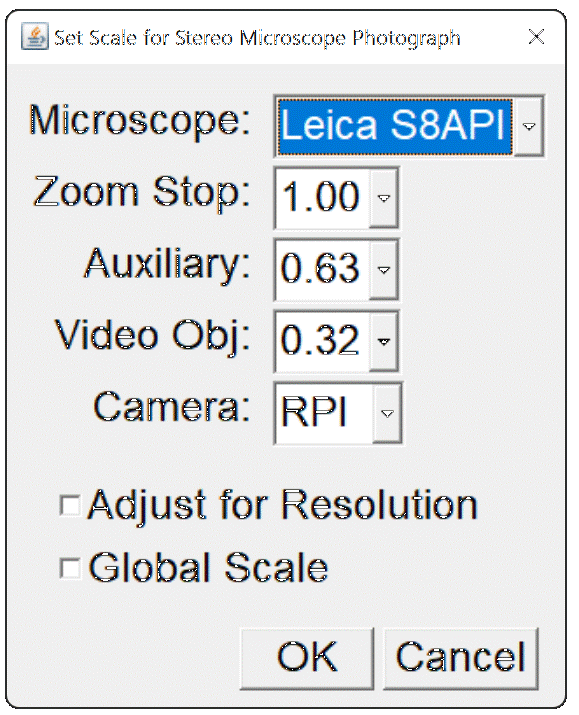 Set Scale for Stereo Microscope Photograph
Microscope: Leica S8API
Zoom Stop: 1.00
Auxiliary: 0.63
Video Obj: 0.32
Camera: RPI
Adjust for Resolution
Global Scale
OK Cancel